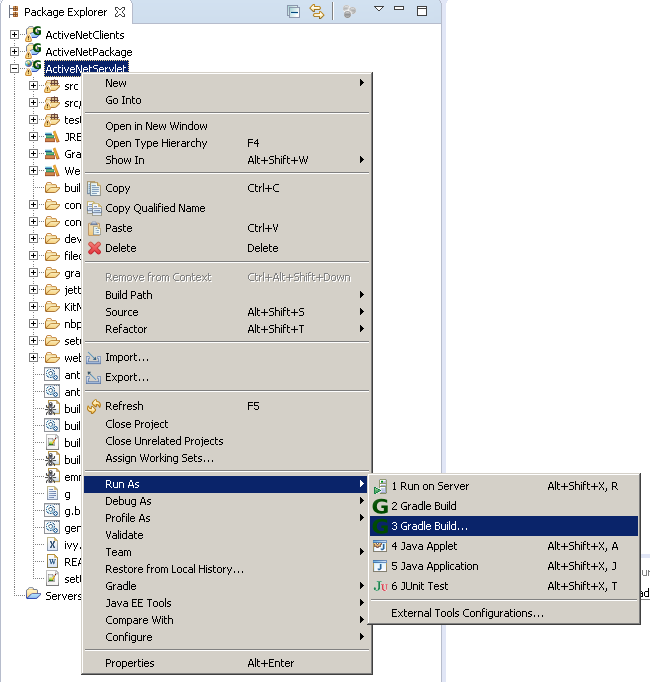 Package Explorer
ActiveNetClients
ActiveNetPackage
ActiveNetServlet
src
src/
test
JRE
Gra
We
buil
con
con
dev
filed
gra
jett
KitM
nbp
setu
web
ant
ant
buil
buil
buil
buil
emr
g
g.b
gen
ivy.
REA
setU
Servers
New
Go Into
Open in New Window
Open Type Hierarchy F4
Show In Alt+Shift+W
Copy Ctrl+C
Copy Qualified Name
Paste Ctrl+V
Delete Delete
Remove from Context Ctrl+Alt+Shift+Down
Build Path
Source Alt+Shift+S
Refactor Alt+Shift+T
Import...
Export...
Refresh F5
Close Project
Close Unrelated Projects
Assign Working Sets...
Run As
Debug As
Profile As
Validate
Team
Restore from Local History...
Gradle
Java EE Tools
Compare With
Configure
Properties Alt+Enter
1 Run on Server Alt+Shift+X, R
2 Gradle Build
3 Gradle Build...
4 Java Applet Alt+Shift+X, A
5 Java Application Alt+Shift+X, J
6 JUnit Test Alt+Shift+X, T
External Tools Configurations...